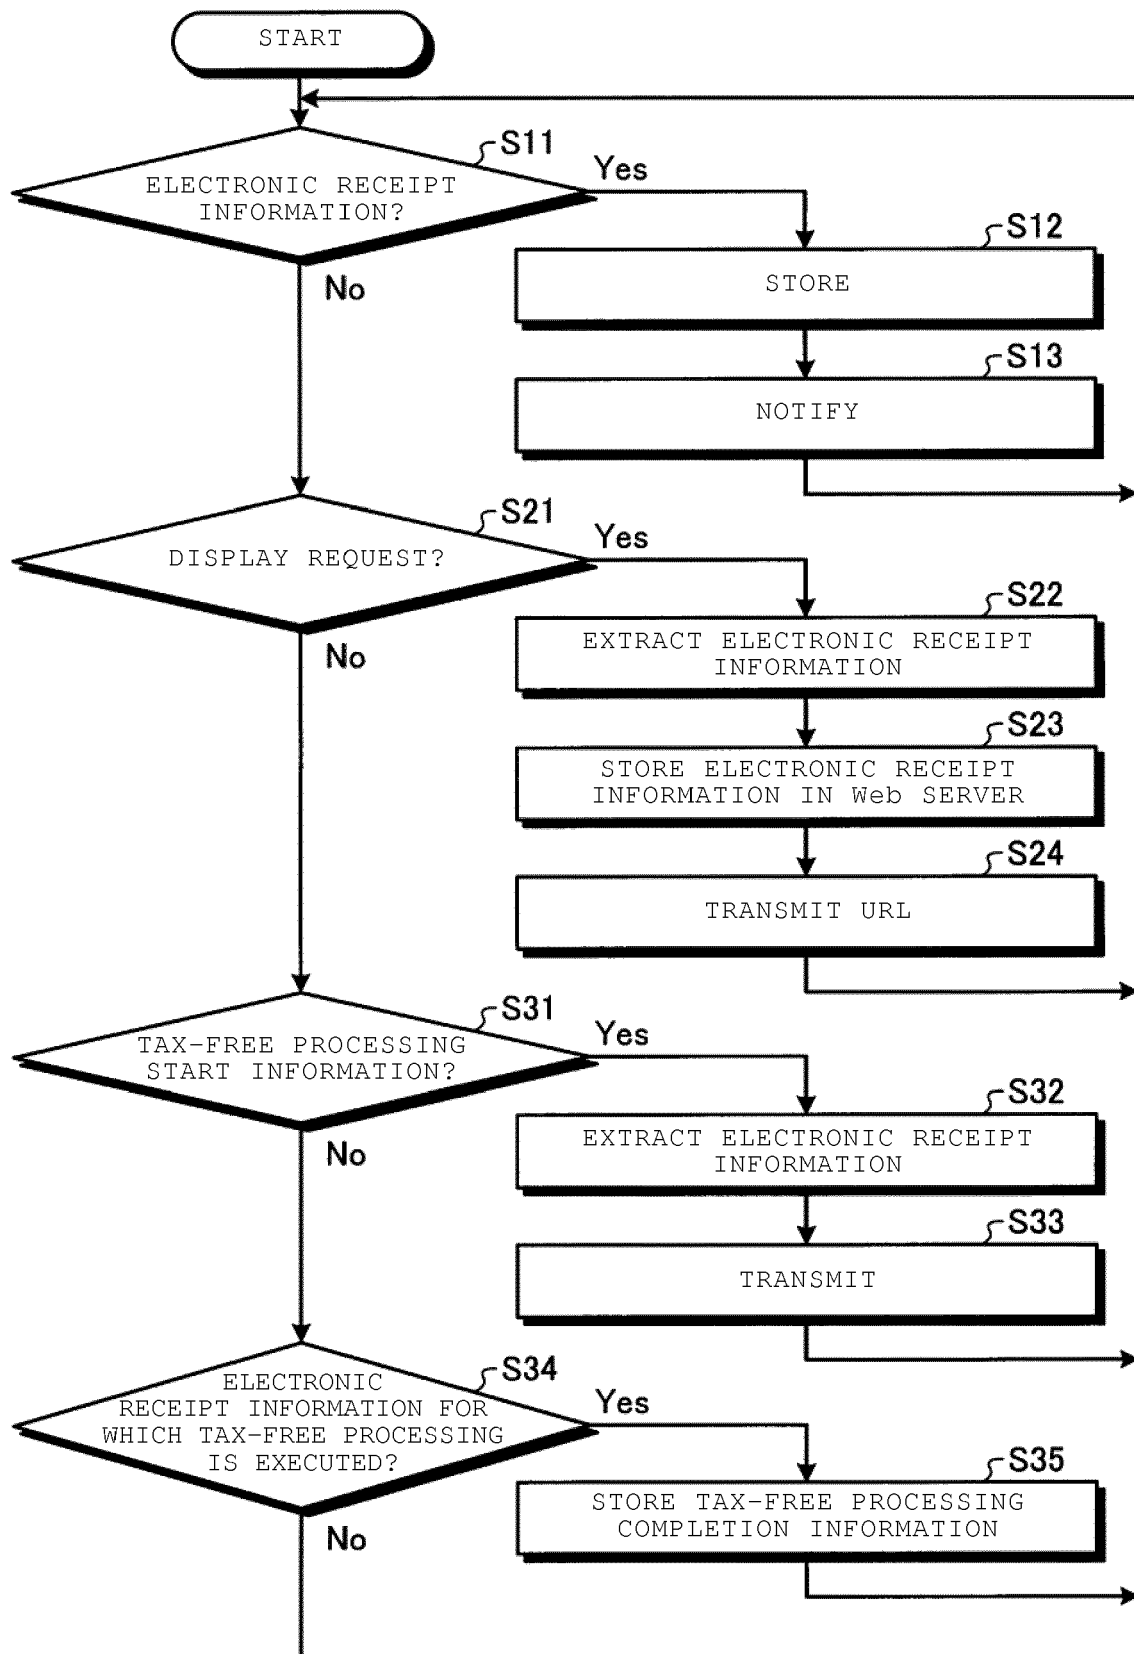 START
S11
ELECTRONIC RECEIPT
INFORMATION?
Yes
No
S12
STORE
S13
NOTIFY
S21
DISPLAY REQUEST?
Yes
No
S22
EXTRACT ELECTRONIC RECEIPT
INFORMATION
S23
STORE ELECTRONIC RECEIPT
INFORMATION IN Web SERVER
S24
TRANSMIT URL
S31
TAX-FREE PROCESSING
START INFORMATION?
Yes
No
S32
EXTRACT ELECTRONIC RECEIPT
INFORMATION
S33
TRANSMIT
S34
ELECTRONIC
RECEIPT INFORMATION FOR
WHICH TAX-FREE PROCESSING
IS EXECUTED?
Yes
No
S35
STORE TAX-FREE PROCESSING
COMPLETION INFORMATION